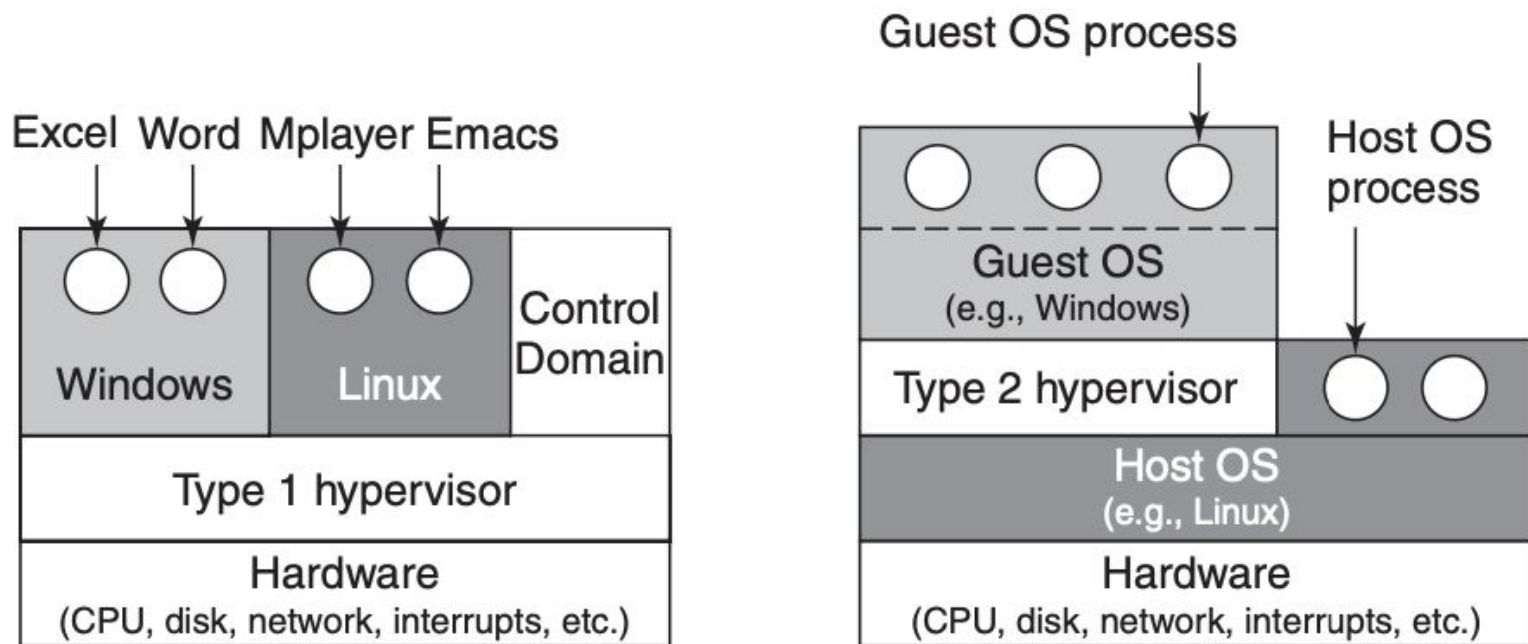 Excel Word Mplayer Emacs
Windows
Linux
Control
Domain
Type 1 hypervisor
Hardware
(CPU, disk, network, interrupts, etc.)
Guest OS process
Host OS
process
Guest OS
(e.g., Windows)
Type 2 hypervisor
Host OS
(e.g., Linux)
Hardware
(CPU, disk, network, interrupts, etc.)